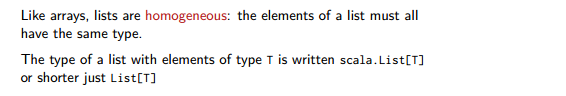 Like arrays, lists are homogeneous: the elements of a list must all
have the same type.
The type of a list with elements of type T is written scala.List[T]
or shorter just List[T]